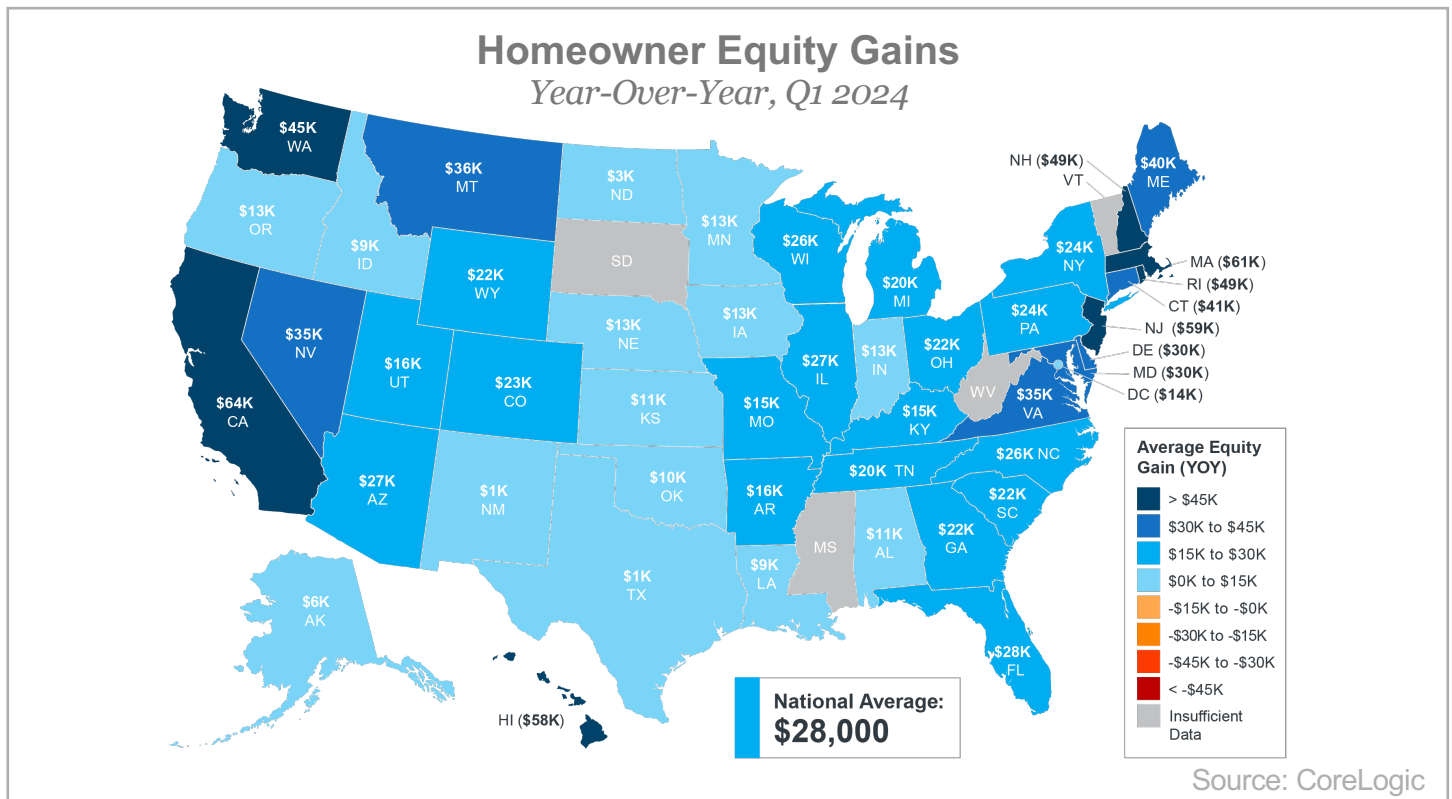 Homeowner Equity Gains
Year-Over-Year, Q1 2024
$45K
WA
$36K
MT
$3K
ND
$13K
MN
$13K
OR
$9K
ID
$22K
WY
SD
$26K
WI
$20K
MI
$24K
NY
NH ($49K)
VT
$40K
ME
MA ($61K)
RI ($49K)
CT ($41K)
NJ ($59K)
DE ($30K)
MD ($30K)
DC ($14K)
$64K
CA
$35K
NV
$16K
UT
$23K
CO
$13K
NE
$13K
IA
$27K
IL
$13K
IN
$22K
OH
$24K
PA
WV
$35K
VA
$11K
KS
$15K
MO
$15K
KY
$27K
AZ
$1K
NM
$10K
OK
$16K
AR
$20K TN
$26K NC
$22K
SC
$1K
TX
$9K
LA
MS
$11K
AL
$22K
GA
$28K
FL
$6K
AK
HI ($58K)
National Average:
$28,000
Average Equity
Gain (YOY)
> $45K
$30K to $45K
$15K to $30K
$0K to $15K
-$15K to -$0K
-$30K to -$15K
-$45K to -$30K
< -$45K
Insufficient
Data
Source: CoreLogic